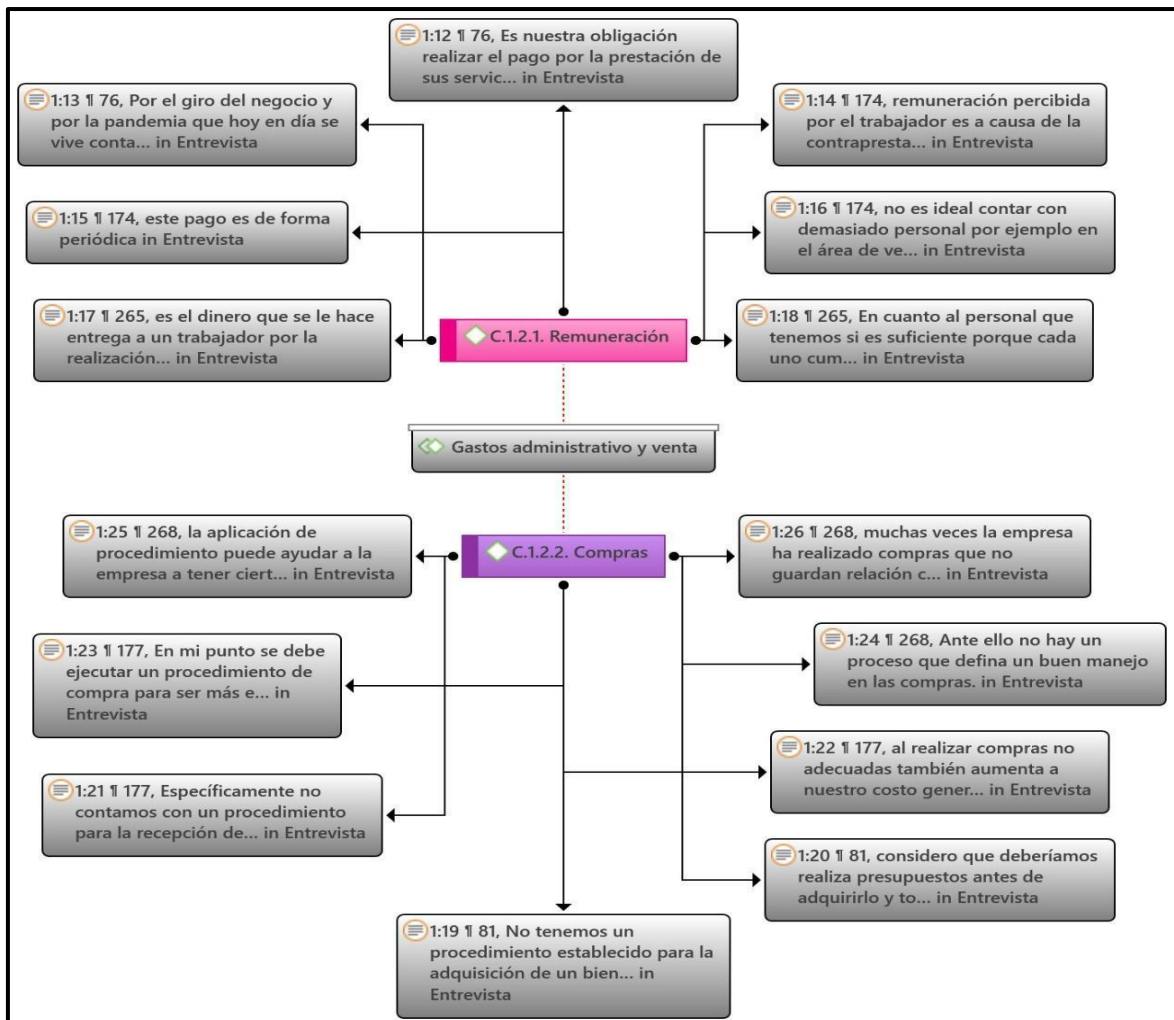 1:12 ¶ 76, Es nuestra obligación
realizar el pago por la prestación de
sus servic... in Entrevista
1:13 ¶ 76, Por el giro del negocio y
por la pandemia que hoy en día se
vive conta... in Entrevista
1:14 ¶ 174, remuneración percibida
por el trabajador es a causa de la
contrapresta... in Entrevista
1:15 ¶ 174, este pago es de forma
periódica in Entrevista
1:16 ¶ 174, no es ideal contar con
demasiado personal por ejemplo en
el área de ve... in Entrevista
1:17 ¶ 265, es el dinero que se le hace
entrega a un trabajador por la
realización... in Entrevista
C.1.2.1. Remuneración
1:18 ¶ 265, En cuanto al personal que
tenemos si es suficiente porque cada
uno cum... in Entrevista
Gastos administrativo y venta
1:25 ¶ 268, la aplicación de
procedimiento puede ayudar a la
empresa a tener ciert... in Entrevista
C.1.2.2. Compras
1:26 ¶ 268, muchas veces la empresa
ha realizado compras que no
guardan relación c... in Entrevista
1:23 ¶ 177, En mi punto se debe
ejecutar un procedimiento de
compra para ser más e... in
Entrevista
1:24 ¶ 268, Ante ello no hay un
proceso que defina un buen manejo
en las compras. in Entrevista
1:21 ¶ 177, Específicamente no
contamos con un procedimiento
para la recepción de... in Entrevista
1:22 ¶ 177, al realizar compras no
adecuadas también aumenta a
nuestro costo gener... in Entrevista
1:20 ¶ 81, considero que deberíamos
realiza presupuestos antes de
adquirirlo y to... in Entrevista
1:19 ¶ 81, No tenemos un
procedimiento establecido para la
adquisición de un bien... in
Entrevista